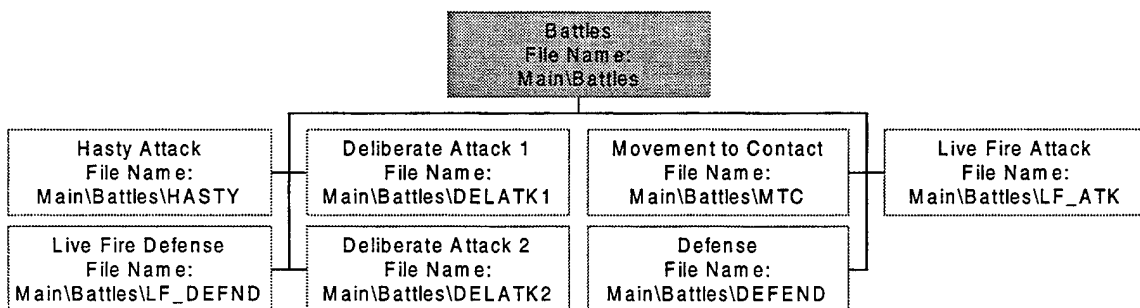 Battles
File Name:
Main\Battles
Hasty Attack
File Name:
Main\Battles\HASTY
Deliberate Attack 1
File Name:
Main\Battles\DELATK1
Movement to Contact
File Name:
Main\Battles\MTC
Live Fire Attack
File Name:
Main\Battles\LF_ATK
Live Fire Defense
File Name:
Main\Battles\LF_DEFND
Deliberate Attack 2
File Name:
Main\Battles\DELATK2
Defense
File Name:
Main\Battles\DEFEND